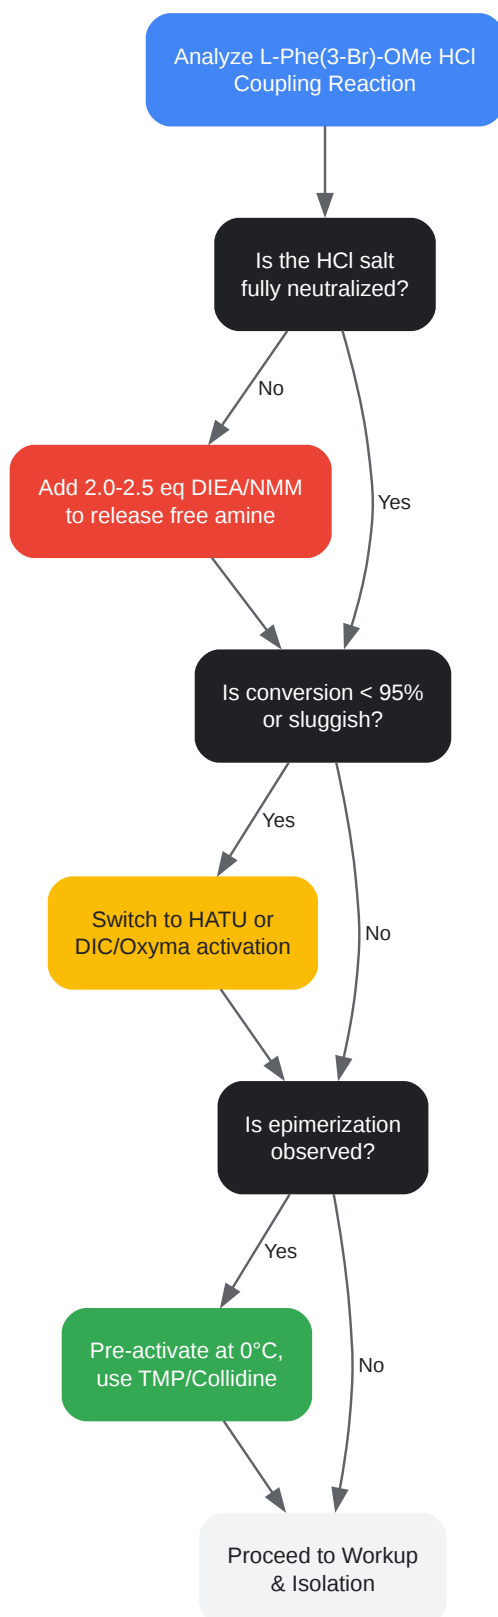 Analyze L-Phe(3-Br)-OMe HCl
Coupling Reaction
Is the HCl salt
fully neutralized?
No
Add 2.0-2.5 eq DIEA/NMM
to release free amine
Yes
Is conversion < 95%
or sluggish?
Yes
Switch to HATU or
DIC/Oxyma activation
No
Is epimerization
observed?
Yes
Pre-activate at 0°C,
use TMP/Collidine
No
Proceed to Workup
& Isolation